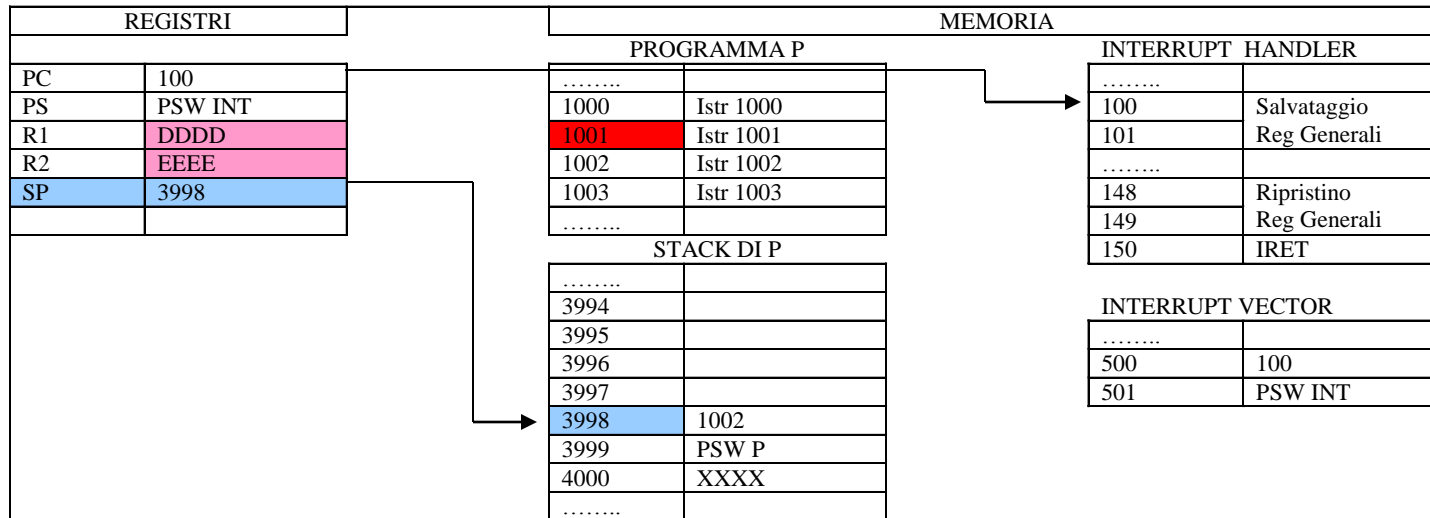 REGISTRI MEMORIA
PROGRAMMA P INTERRUPT HANDLER
PC 100 …….. ……..
PS PSW INT 1000 Istr 1000 100 Salvataggio
R1 DDDD 1001 Istr 1001 101 Reg Generali
R2 EEEE 1002 Istr 1002 ……..
SP 3998 1003 Istr 1003 148 Ripristino
…….. 149 Reg Generali
STACK DI P 150 IRET
……..
3994 INTERRUPT VECTOR
3995 ……..
3996 500 100
3997 501 PSW INT
3998 1002
3999 PSW P
4000 XXXX
……..